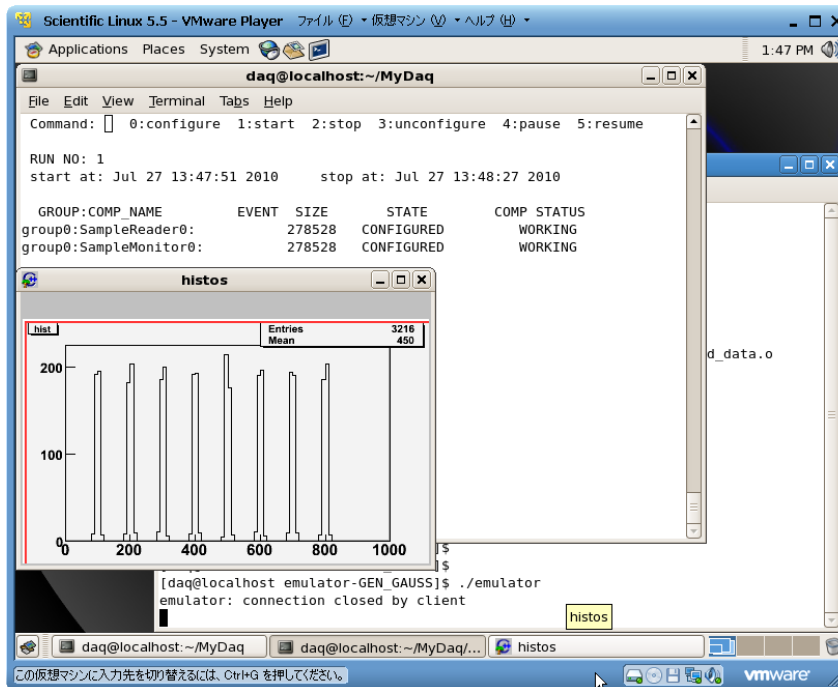 Scientific Linux 5.5 - VMware Player ファイル (F) ▾ 仮想マシン (V) ▾ ヘルプ (H) ▾
Applications Places System 1:47 PM
daq@localhost:~/MyDaq
File Edit View Terminal Tabs Help
Command: 0:configure 1:start 2:stop 3:unconfigure 4:pause 5:resume
RUN NO: 1
start at: Jul 27 13:47:51 2010 stop at: Jul 27 13:48:27 2010
GROUP:COMP_NAME EVENT SIZE STATE COMP STATUS
group0:SampleReader0: 278528 CONFIGURED WORKING
group0:SampleMonitor0: 278528 CONFIGURED WORKING
histos
hist
Entries 3216
Mean 450
200
100
0
0 200 400 600 800 1000
d_data.o
]$
]$
[daq@localhost emulator-GEN_GAUSS]$ ./emulator
emulator: connection closed by client
histos
daq@localhost:~/MyDaq daq@localhost:~/MyDaq/... histos
この仮想マシンに入力先を切り替えるには、Ctrl+G を押してください。 vmware